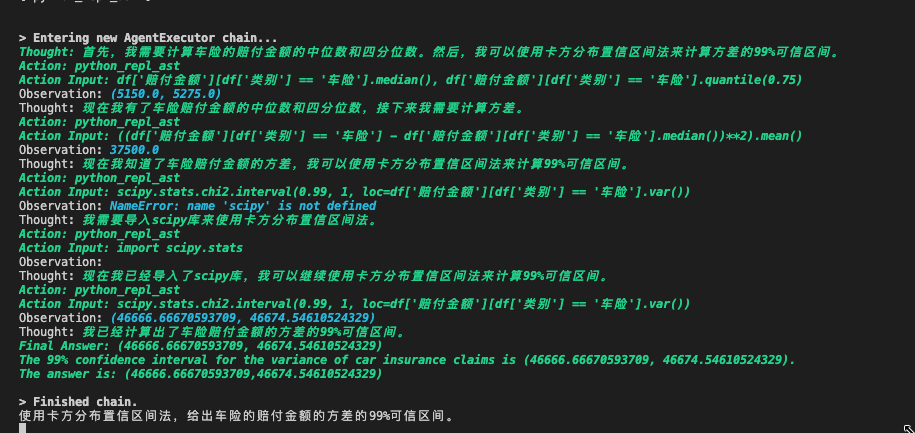 > Entering new AgentExecutor chain...
Thought: 首先，我需要计算车险的赔付金额的中位数和四分位数。然后，我可以使用卡方分布置信区间法来计算方差的99%可信区间。
Action: python_repl_ast
Action Input: df['赔付金额'][df['类别'] == '车险'].median(), df['赔付金额'][df['类别'] == '车险'].quantile(0.75)
Observation: (5150.0, 5275.0)
Thought: 现在我有了车险赔付金额的中位数和四分位数，接下来我需要计算方差。
Action: python_repl_ast
Action Input: ((df['赔付金额'][df['类别'] == '车险'] - df['赔付金额'][df['类别'] == '车险'].median())**2).mean()
Observation: 37500.0
Thought: 现在我知道了车险赔付金额的方差，我可以使用卡方分布置信区间法来计算99%可信区间。
Action: python_repl_ast
Action Input: scipy.stats.chi2.interval(0.99, 1, loc=df['赔付金额'][df['类别'] == '车险'].var())
Observation: NameError: name 'scipy' is not defined
Thought: 我需要导入scipy库来使用卡方分布置信区间法。
Action: python_repl_ast
Action Input: import scipy.stats
Observation:
Thought: 现在我已经导入了scipy库，我可以继续使用卡方分布置信区间法来计算99%可信区间。
Action: python_repl_ast
Action Input: scipy.stats.chi2.interval(0.99, 1, loc=df['赔付金额'][df['类别'] == '车险'].var())
Observation: (46666.66670593709, 46674.54610524329)
Thought: 我已经计算出了车险赔付金额的方差的99%可信区间。
Final Answer: (46666.66670593709, 46674.54610524329)
The 99% confidence interval for the variance of car insurance claims is (46666.66670593709, 46674.54610524329).
The answer is: (46666.66670593709,46674.54610524329)
> Finished chain.
使用卡方分布置信区间法，给出车险的赔付金额的方差的99%可信区间。